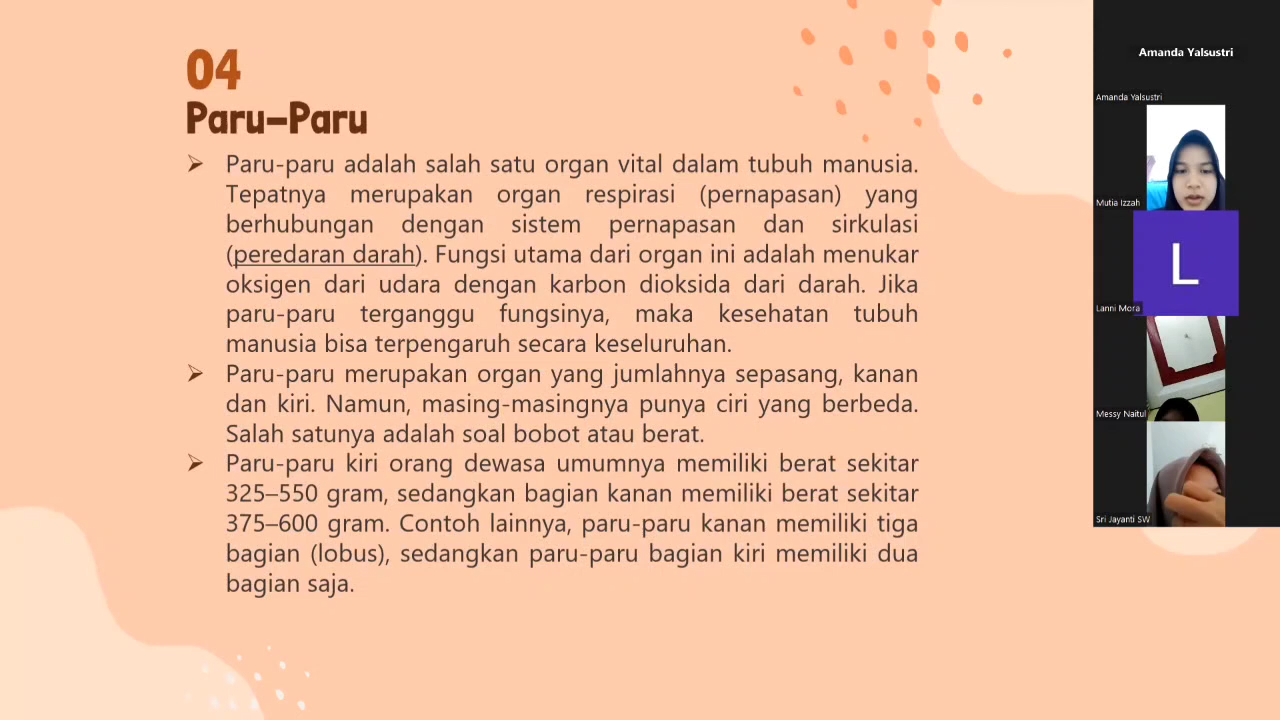 04
Paru-Paru
➢ Paru-paru adalah salah satu organ vital dalam tubuh manusia.
Tepatnya merupakan organ respirasi (pernapasan) yang
berhubungan dengan sistem pernapasan dan sirkulasi
(peredaran darah). Fungsi utama dari organ ini adalah menukar
oksigen dari udara dengan karbon dioksida dari darah. Jika
paru-paru terganggu fungsinya, maka kesehatan tubuh
manusia bisa terpengaruh secara keseluruhan.
➢ Paru-paru merupakan organ yang jumlahnya sepasang, kanan
dan kiri. Namun, masing-masingnya punya ciri yang berbeda.
Salah satunya adalah soal bobot atau berat.
➢ Paru-paru kiri orang dewasa umumnya memiliki berat sekitar
325–550 gram, sedangkan bagian kanan memiliki berat sekitar
375–600 gram. Contoh lainnya, paru-paru kanan memiliki tiga
bagian (lobus), sedangkan paru-paru bagian kiri memiliki dua
bagian saja.
Amanda Yalsustri
Amanda Yalsustri
Mutia Izzah
L
Lanni Mora
Messy Naitul
Sri Jayanti SW